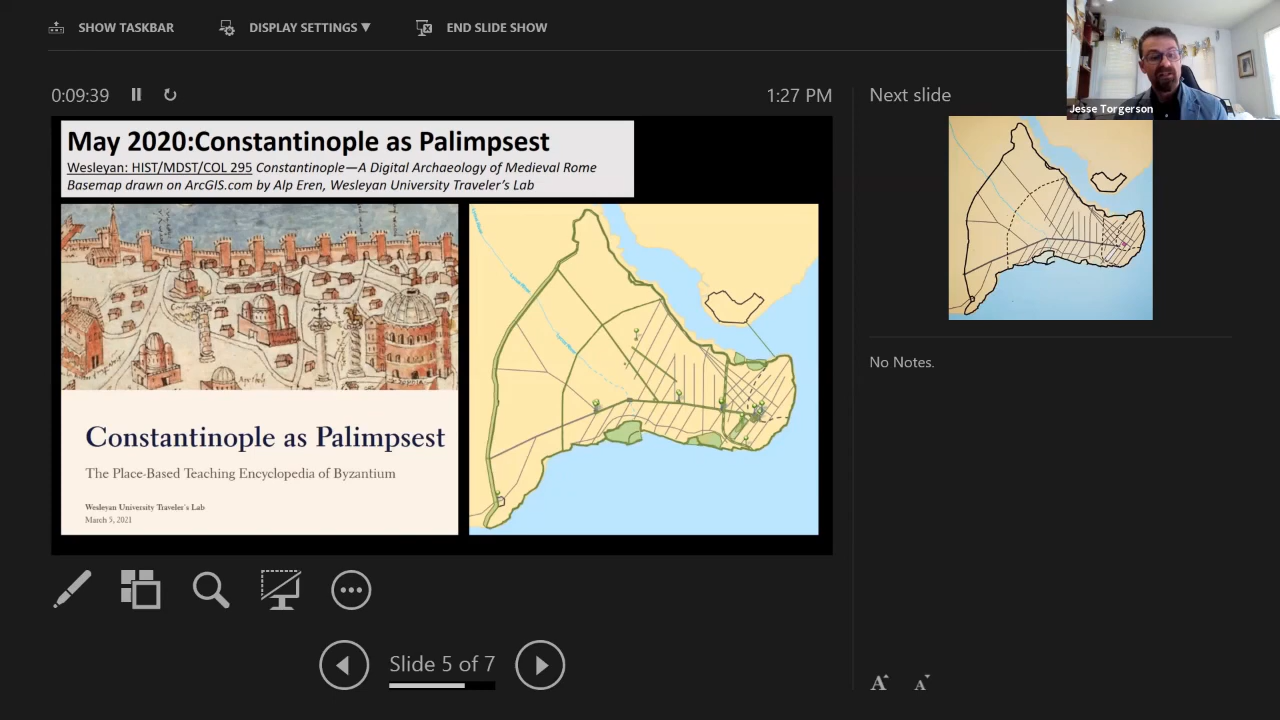 SHOW TASKBAR
DISPLAY SETTINGS ▼
END SLIDE SHOW
Jesse Torgerson
0:09:39
1:27 PM
Next slide
May 2020:Constantinople as Palimpsest
Wesleyan: HIST/MDST/COL 295 Constantinople—A Digital Archaeology of Medieval Rome
Basemap drawn on ArcGIS.com by Alp Eren, Wesleyan University Traveler's Lab
Constantinople as Palimpsest
The Place-Based Teaching Encyclopedia of Byzantium
Wesleyan University Traveler's Lab
March 5, 2021
No Notes.
Slide 5 of 7
A
A